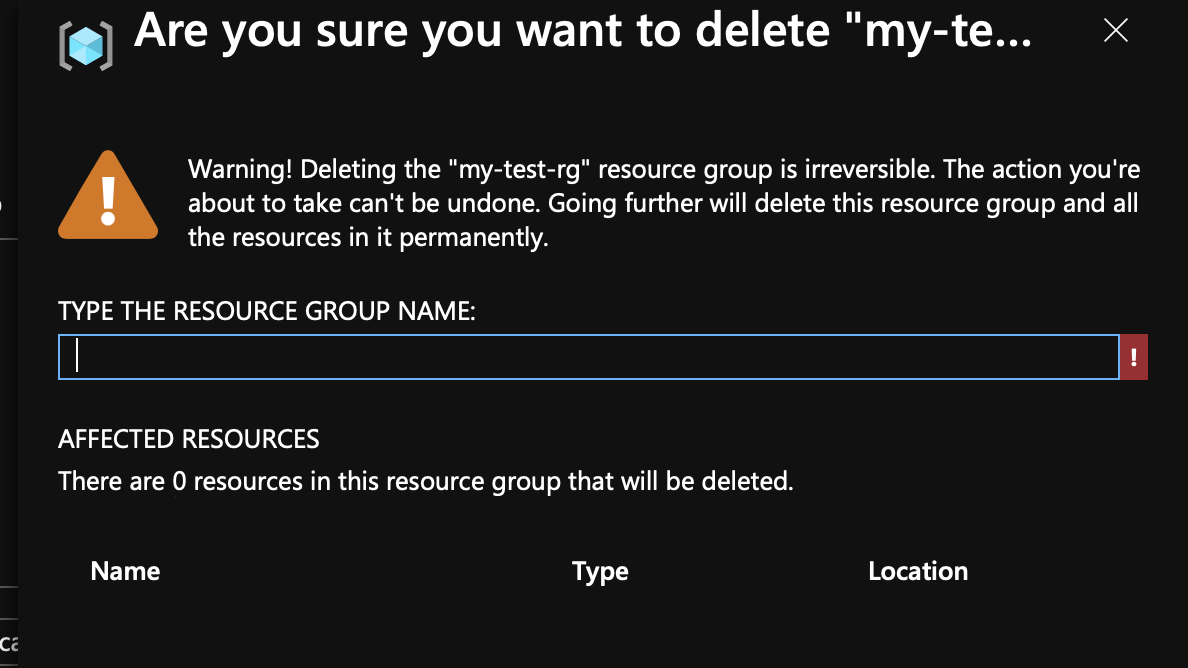 Are you sure you want to delete "my-te...
Warning! Deleting the "my-test-rg" resource group is irreversible. The action you're
about to take can't be undone. Going further will delete this resource group and all
the resources in it permanently.
TYPE THE RESOURCE GROUP NAME:
!
AFFECTED RESOURCES
There are 0 resources in this resource group that will be deleted.
Name Type Location